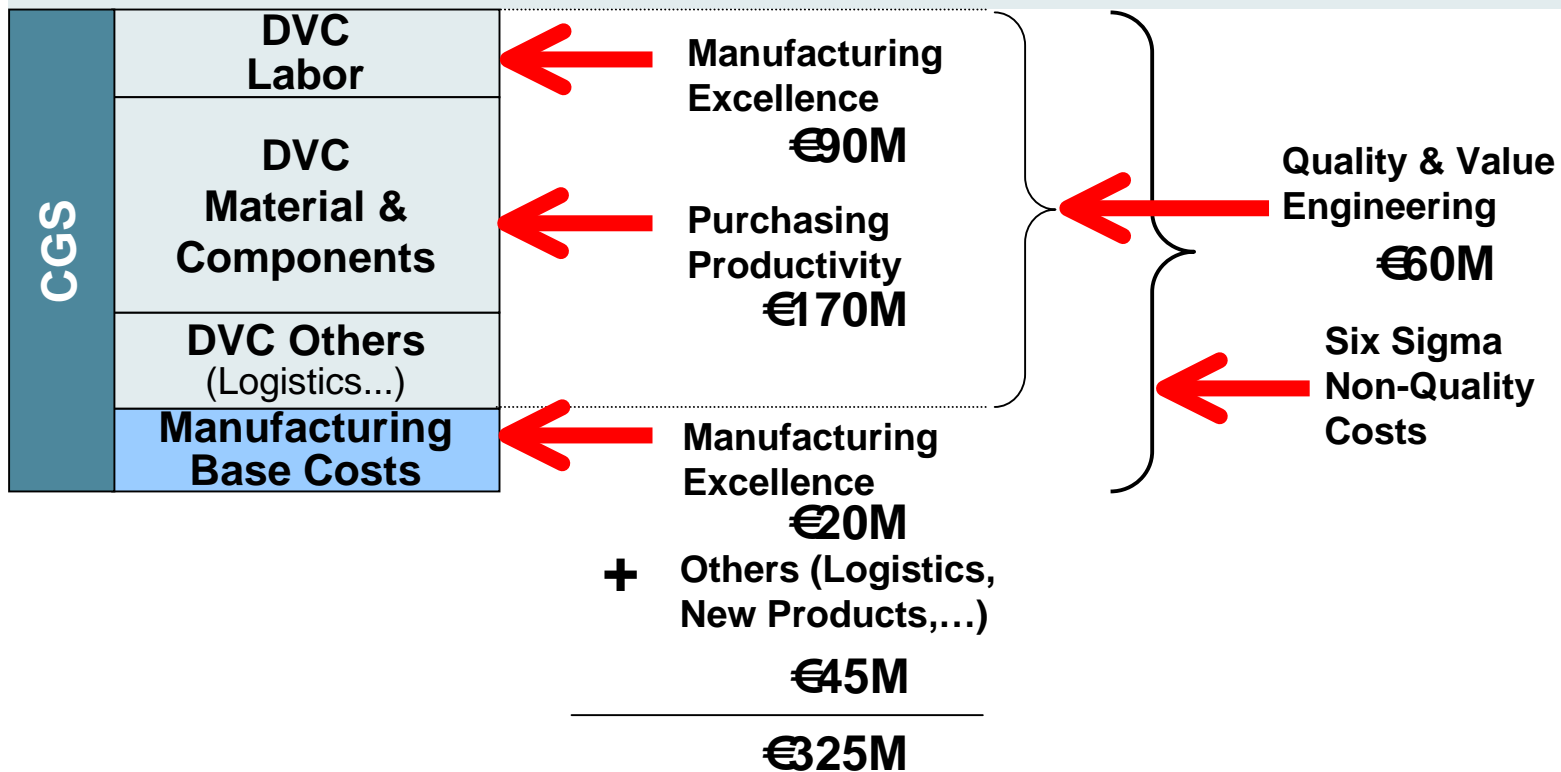 CGS
DVC
Labor
DVC
Material &
Components
DVC Others
(Logistics...)
Manufacturing
Base Costs
Manufacturing
Excellence
€90M
Purchasing
Productivity
€170M
Manufacturing
Excellence
€20M
+
Others (Logistics,
New Products,…)
€45M
€325M
Quality & Value
Engineering
€60M
Six Sigma
Non-Quality
Costs